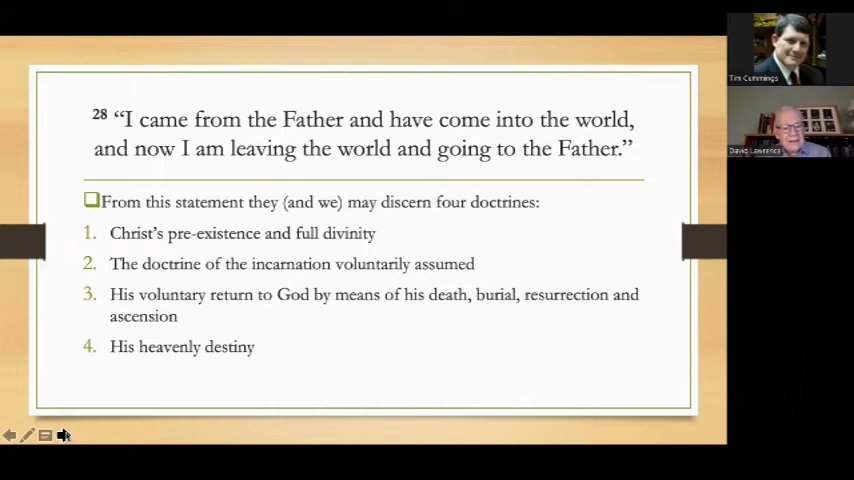 28 “I came from the Father and have come into the world,
and now I am leaving the world and going to the Father.”
From this statement they (and we) may discern four doctrines:
1. Christ’s pre-existence and full divinity
2. The doctrine of the incarnation voluntarily assumed
3. His voluntary return to God by means of his death, burial, resurrection and
ascension
4. His heavenly destiny
Tim Cummings
David Lawrence